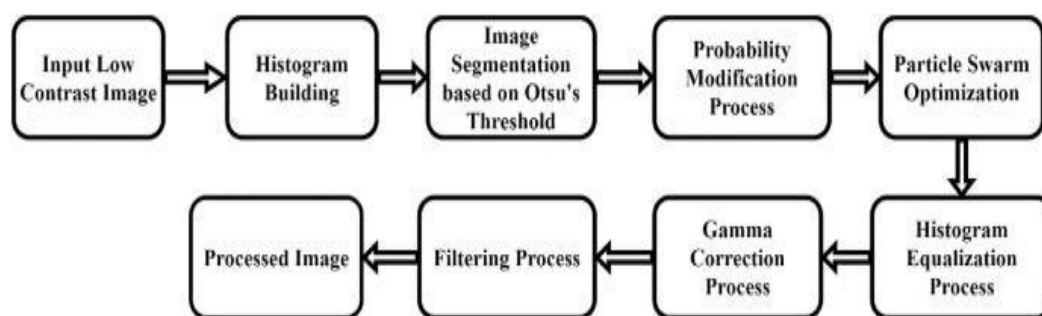 Input Low
Contrast Image
Histogram
Building
Image
Segmentation
based on Otsu's
Threshold
Probability
Modification
Process
Particle Swarm
Optimization
Histogram
Equalization
Process
Gamma
Correction
Process
Filtering Process
Processed Image